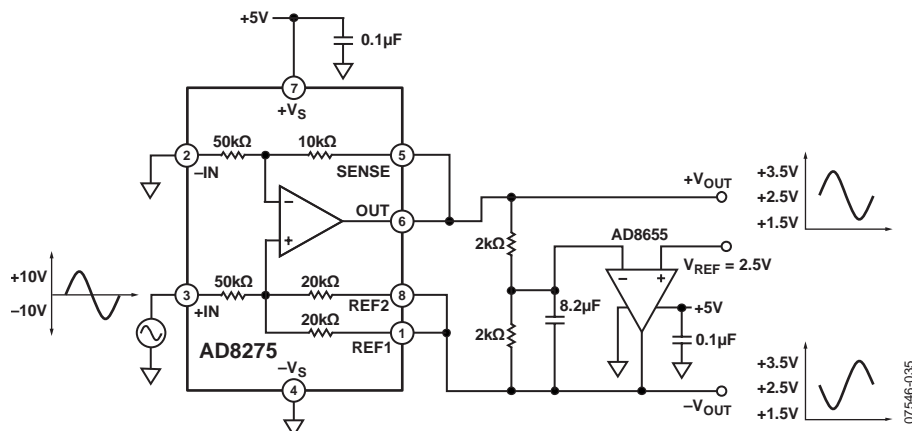 +5V
0.1µF
7
+VS
50kΩ
10kΩ
2
–IN
5
SENSE
OUT
6
–
+
50kΩ
20kΩ
3
+IN
REF2
8
20kΩ
REF1
1
AD8275
–VS
4
+10V
–10V
+VOUT
+3.5V
+2.5V
+1.5V
2kΩ
AD8655
VREF = 2.5V
–
+
8.2µF
+5V
2kΩ
0.1µF
–VOUT
+3.5V
+2.5V
+1.5V
07546-035